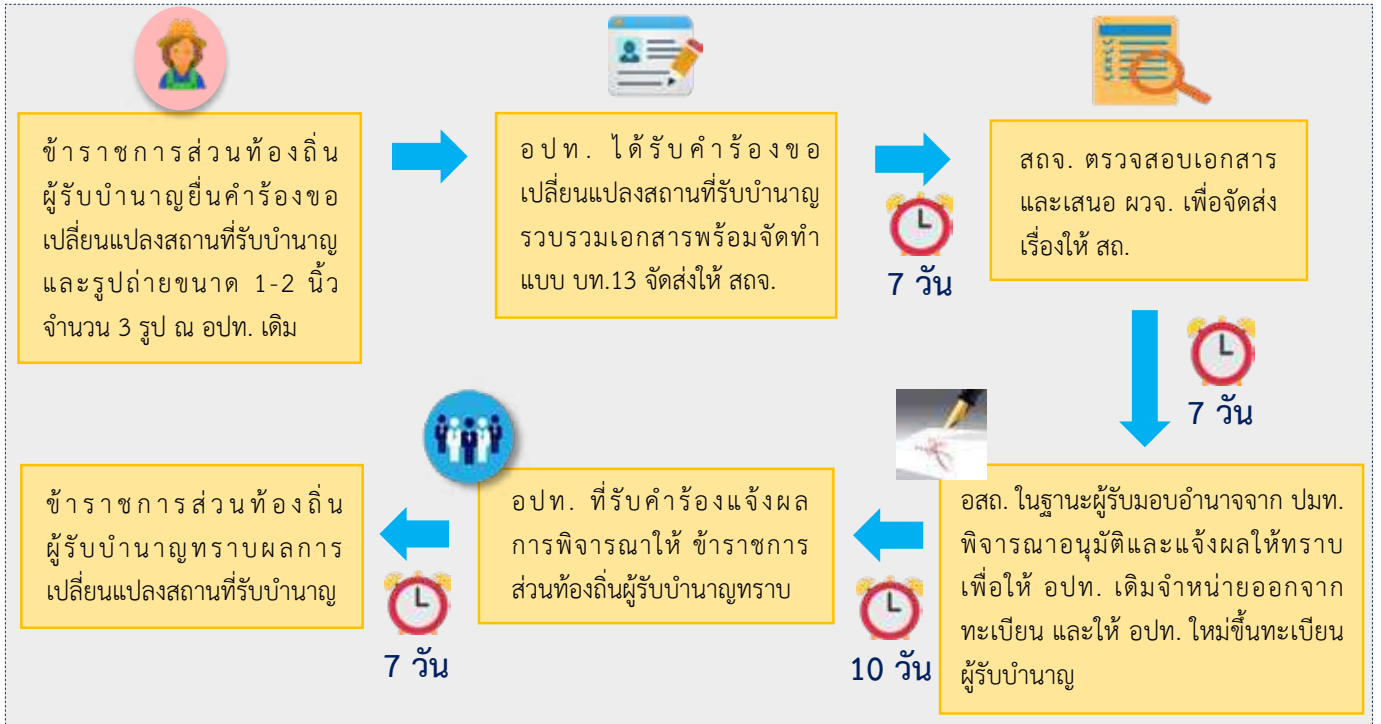 ข้าราชการส่วนท้องถิ่น
ผู้รับบำนาญยื่นคำร้องขอ
เปลี่ยนแปลงสถานที่รับบำนาญ
และรูปถ่ายขนาด 1-2 นิ้ว
จำนวน 3 รูป ณ อปท. เดิม
อปท. ได้รับคำร้องขอ
เปลี่ยนแปลงสถานที่รับบำนาญ
รวบรวมเอกสารพร้อมจัดทำ
แบบ บท.13 จัดส่งให้ สถจ.
7 วัน
สถจ. ตรวจสอบเอกสาร
และเสนอ ผวจ. เพื่อจัดส่ง
เรื่องให้ สถ.
7 วัน
อสถ. ในฐานะผู้รับมอบอำนาจจาก ปมท.
พิจารณาอนุมัติและแจ้งผลให้ทราบ
เพื่อให้ อปท. เดิมจำหน่ายออกจาก
ทะเบียน และให้ อปท. ใหม่ขึ้นทะเบียน
ผู้รับบำนาญ
10 วัน
อปท. ที่รับคำร้องแจ้งผล
การพิจารณาให้ ข้าราชการ
ส่วนท้องถิ่นผู้รับบำนาญทราบ
7 วัน
ข้าราชการส่วนท้องถิ่น
ผู้รับบำนาญทราบผลการ
เปลี่ยนแปลงสถานที่รับบำนาญ